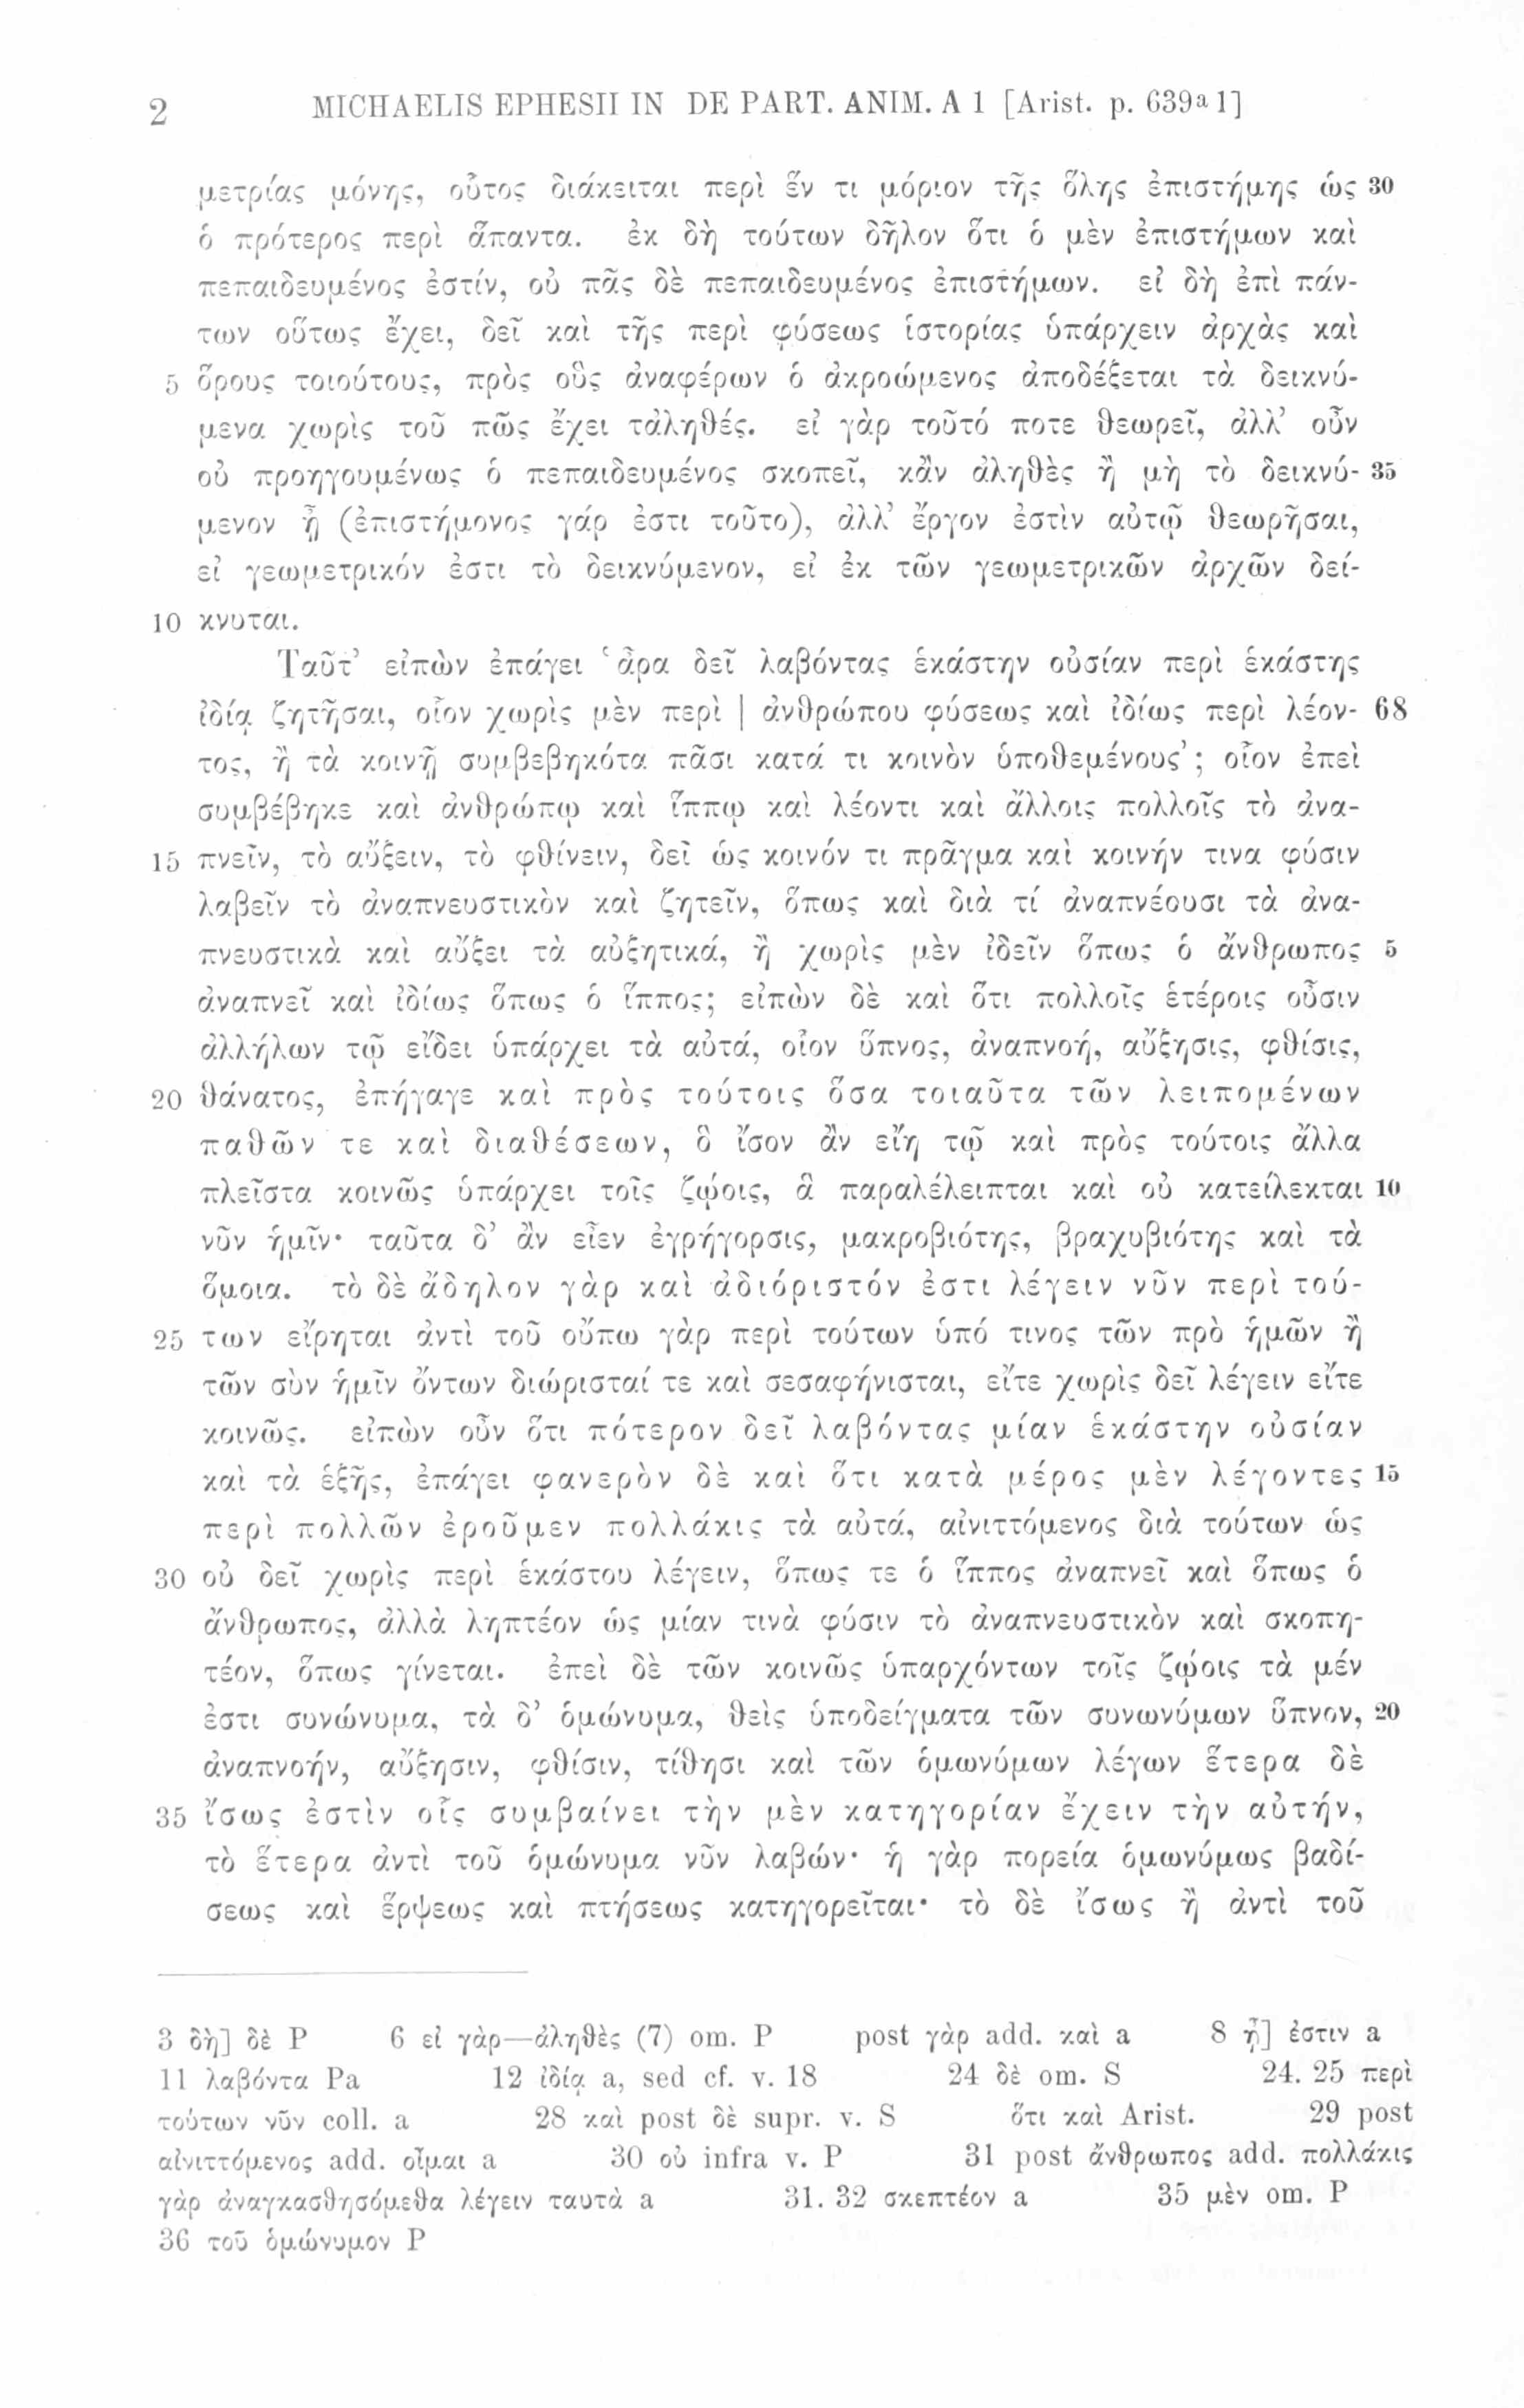 2 MICHAELIS EPHESII IN DE PART. ANIM. A 1 [Arist. p. 639a1]
μετρίας μόνης, οὗτος διάκειται περὶ ἕν τι μόριον τῆς ὅλης ἐπιστήμης ὡς 30
ὁ πρότερος περὶ ἅπαντα. ἐκ δὴ τούτων δῆλον ὅτι ὁ μὲν ἐπιστήμων καὶ
πεπαιδευμένος ἐστίν, οὐ πᾶς δὲ πεπαιδευμένος ἐπιστήμων. εἰ δὴ ἐπὶ πάν-
των οὕτως ἔχει, δεῖ καὶ τῆς περὶ φύσεως ἱστορίας ὑπάρχειν ἀρχὰς καὶ
5 ὅρους τοιούτους, πρὸς οὓς ἀναφέρων ὁ ἀκροώμενος ἀποδέξεται τὰ δεικνύ-
μενα χωρὶς τοῦ πῶς ἔχει τἀληθές. εἰ γὰρ τοῦτό ποτε θεωρεῖ, ἀλλ’ οὖν
οὐ προηγουμένως ὁ πεπαιδευμένος σκοπεῖ, κἂν ἀληθὲς ἢ μὴ τὸ δεικνύ- 35
μενον ᾖ (ἐπιστήμονος γάρ ἐστι τοῦτο), ἀλλ’ ἔργον ἐστὶν αὐτῷ θεωρῆσαι,
εἰ γεωμετρικόν ἐστι τὸ δεικνύμενον, εἰ ἐκ τῶν γεωμετρικῶν ἀρχῶν δεί-
10 κνυται.
Ταῦτ’ εἰπὼν ἐπάγει ‘ἆρα δεῖ λαβόντας ἑκάστην οὐσίαν περὶ ἑκάστης
ἰδίᾳ ζητῆσαι, οἷον χωρὶς μὲν περὶ | ἀνθρώπου φύσεως καὶ ἰδίως περὶ λέον- 68
τος, ἢ τὰ κοινῇ συμβεβηκότα πᾶσι κατά τι κοινὸν ὑποθεμένους’; οἷον ἐπεὶ
συμβέβηκε καὶ ἀνθρώπῳ καὶ ἵππῳ καὶ λέοντι καὶ ἄλλοις πολλοῖς τὸ ἀνα-
15 πνεῖν, τὸ αὔξειν, τὸ φθίνειν, δεῖ ὡς κοινόν τι πρᾶγμα καὶ κοινήν τινα φύσιν
λαβεῖν τὸ ἀναπνευστικὸν καὶ ζητεῖν, ὅπως καὶ διὰ τί ἀναπνέουσι τὰ ἀνα-
πνευστικὰ καὶ αὔξει τὰ αὐξητικά, ἢ χωρὶς μὲν ἰδεῖν ὅπως ὁ ἄνθρωπος 5
ἀναπνεῖ καὶ ἰδίως ὅπως ὁ ἵππος; εἰπὼν δὲ καὶ ὅτι πολλοῖς ἑτέροις οὖσιν
ἀλλήλων τῷ εἴδει ὑπάρχει τὰ αὐτά, οἷον ὕπνος, ἀναπνοή, αὔξησις, φθίσις,
20 θάνατος, ἐπήγαγε καὶ πρὸς τούτοις ὅσα τοιαῦτα τῶν λειπομένων
παθῶν τε καὶ διαθέσεων, ὃ ἴσον ἂν εἴη τῷ καὶ πρὸς τούτοις ἄλλα
πλεῖστα κοινῶς ὑπάρχει τοῖς ζῴοις, ἃ παραλέλειπται καὶ οὐ κατείλεκται 10
νῦν ἡμῖν· ταῦτα δ’ ἂν εἶεν ἐγρήγορσις, μακροβιότης, βραχυβιότης καὶ τὰ
ὅμοια. τὸ δὲ ἄδηλον γὰρ καὶ ἀδιόριστόν ἐστι λέγειν νῦν περὶ τού-
25 των εἴρηται ἀντὶ τοῦ οὔπω γὰρ περὶ τούτων ὑπό τινος τῶν πρὸ ἡμῶν ἢ
τῶν σὺν ἡμῖν ὄντων διώρισταί τε καὶ σεσαφήνισται, εἴτε χωρὶς δεῖ λέγειν εἴτε
κοινῶς. εἰπὼν οὖν ὅτι πότερον δεῖ λαβόντας μίαν ἑκάστην οὐσίαν
καὶ τὰ ἑξῆς, ἐπάγει φανερὸν δὲ καὶ ὅτι κατὰ μέρος μὲν λέγοντες 15
περὶ πολλῶν ἐροῦμεν πολλάκις τὰ αὐτά, αἰνιττόμενος διὰ τούτων ὡς
30 οὐ δεῖ χωρὶς περὶ ἑκάστου λέγειν, ὅπως τε ὁ ἵππος ἀναπνεῖ καὶ ὅπως ὁ
ἄνθρωπος, ἀλλὰ ληπτέον ὡς μίαν τινὰ φύσιν τὸ ἀναπνευστικὸν καὶ σκοπη-
τέον, ὅπως γίνεται. ἐπεὶ δὲ τῶν κοινῶς ὑπαρχόντων τοῖς ζῴοις τὰ μέν
ἐστι συνώνυμα, τὰ δ’ ὁμώνυμα, θεὶς ὑποδείγματα τῶν συνωνύμων ὕπνον, 20
ἀναπνοήν, αὔξησιν, φθίσιν, τίθησι καὶ τῶν ὁμωνύμων λέγων ἕτερα δὲ
35 ἴσως ἐστὶν οἷς συμβαίνει τὴν μὲν κατηγορίαν ἔχειν τὴν αὐτήν,
τὸ ἕτερα ἀντὶ τοῦ ὁμώνυμα νῦν λαβών· ἡ γὰρ πορεία ὁμωνύμως βαδί-
σεως καὶ ἕρψεως καὶ πτήσεως κατηγορεῖται· τὸ δὲ ἴσως ἢ ἀντὶ τοῦ
3 δὴ] δὲ P 6 εἰ γὰρ—ἀληθὲς (7) om. P post γὰρ add. καὶ a 8 ᾖ] ἐστιν a
11 λαβόντα Pa 12 ἰδίᾳ a, sed cf. v. 18 24 δὲ om. S 24. 25 περὶ
τούτων νῦν coll. a 28 καὶ post δὲ supr. v. S ὅτι καὶ Arist. 29 post
αἰνιττόμενος add. οἶμαι a 30 οὐ infra v. P 31 post ἄνθρωπος add. πολλάκις
γὰρ ἀναγκασθησόμεθα λέγειν ταυτὰ a 31. 32 σκεπτέον a 35 μὲν om. P
36 τοῦ ὁμώνυμον P